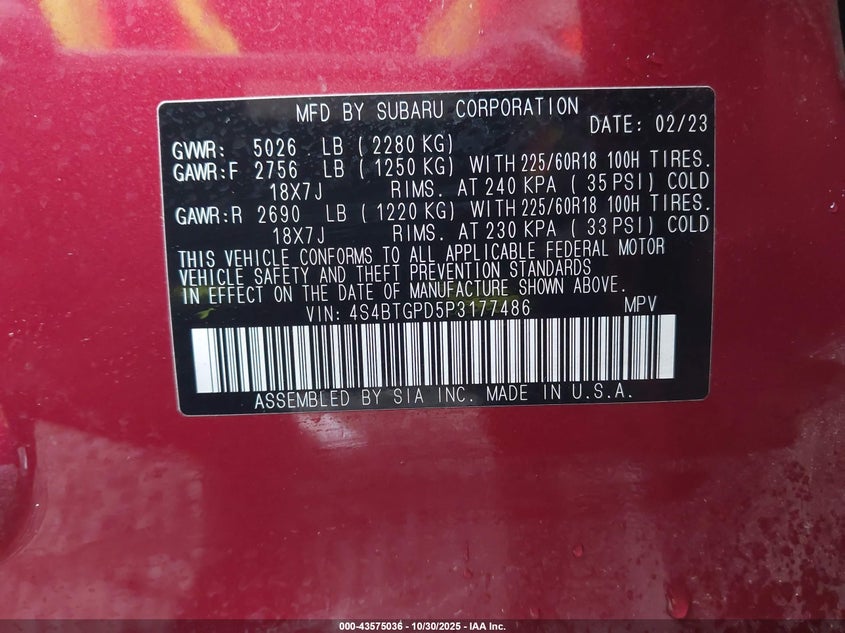 MFD BY SUBARU CORPORATION
DATE: 02/23
GVWR: 5026 LB ( 2280 KG)
GAWR:F 2756 LB ( 1250 KG) WITH 225/60R18 100H TIRES.
18X7J RIMS. AT 240 KPA ( 35 PSI) COLD
GAWR:R 2690 LB ( 1220 KG) WITH 225/60R18 100H TIRES.
18X7J RIMS. AT 230 KPA ( 33 PSI) COLD
THIS VEHICLE CONFORMS TO ALL APPLICABLE FEDERAL MOTOR
VEHICLE SAFETY AND THEFT PREVENTION STANDARDS
IN EFFECT ON THE DATE OF MANUFACTURE SHOWN ABOVE.
VIN: 4S4BTGPD5P3177486 MPV
ASSEMBLED BY SIA INC. MADE IN U.S.A.
000-43575036 - 10/30/2025 - IAA Inc.